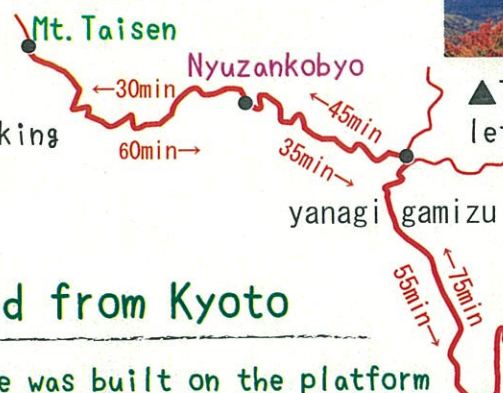 Mt. Taisen
Nyuzankobyo
←30min
60min→
←45min
35min→
king
▲
le
yanagi gamizu
←75min
55min→
d from Kyoto
e was built on the platform